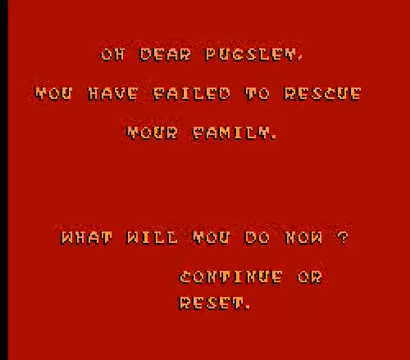 OH DEAR PUGSLEY,
YOU HAVE FAILED TO RESCUE
YOUR FAMILY.
WHAT WILL YOU DO NOW ?
CONTINUE OR
RESET.